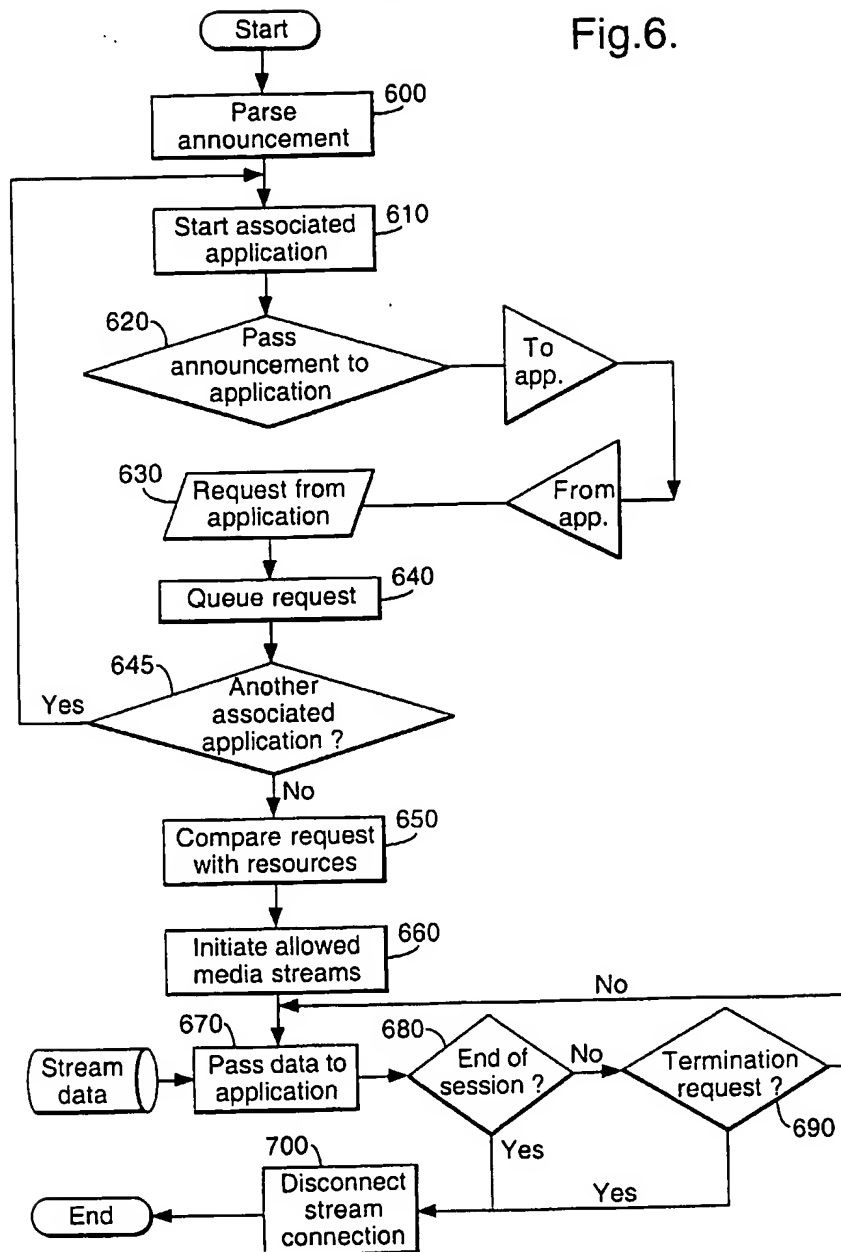 Fig.6.
Start
600
Parse
announcement
610
Start associated
application
620
Pass
announcement to
application
To
app.
From
app.
630
Request from
application
640
Queue request
645
Another
associated
application ?
Yes
No
650
Compare request
with resources
660
Initiate allowed
media streams
No
670
Stream
data
Pass data to
application
680
End of
session ?
No
Termination
request ?
690
Yes
Yes
700
Disconnect
stream
connection
End